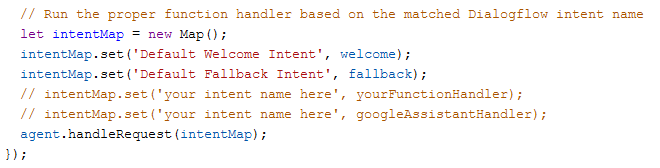 // Run the proper function handler based on the matched Dialogflow intent name
let intentMap = new Map();
intentMap.set('Default Welcome Intent', welcome);
intentMap.set('Default Fallback Intent', fallback);
// intentMap.set('your intent name here', yourFunctionHandler);
// intentMap.set('your intent name here', googleAssistantHandler);
agent.handleRequest(intentMap);
});